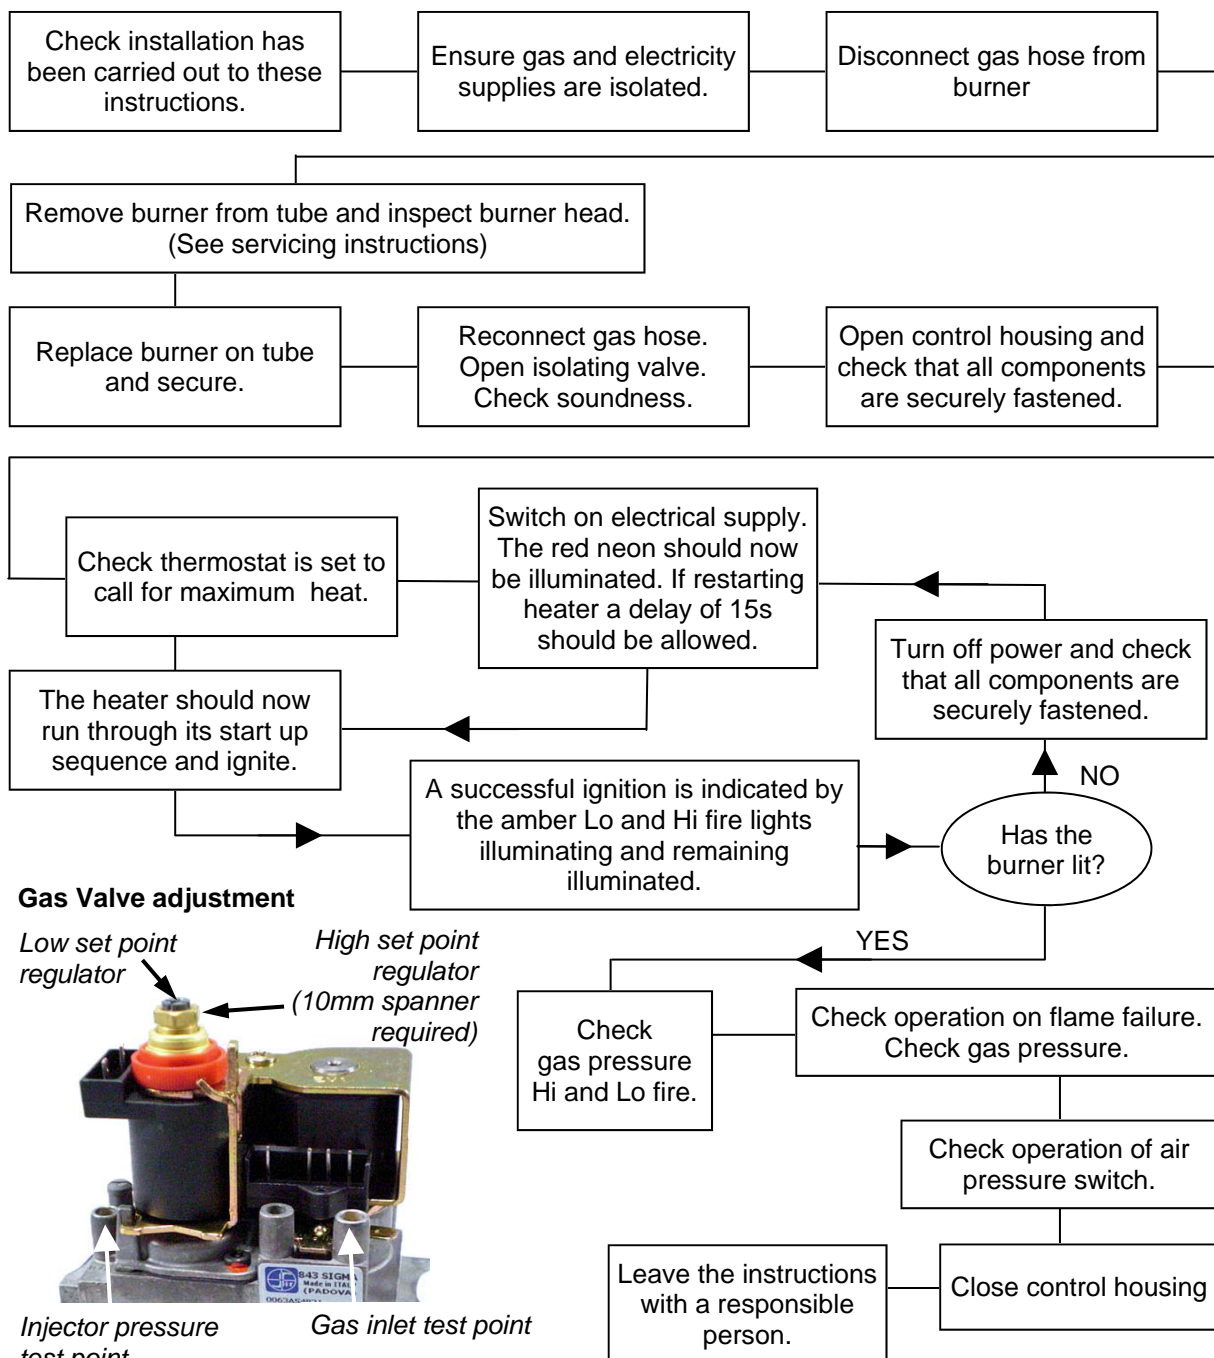 Check installation has
been carried out to these
instructions.
Ensure gas and electricity
supplies are isolated.
Disconnect gas hose from
burner
Remove burner from tube and inspect burner head.
(See servicing instructions)
Replace burner on tube
and secure.
Reconnect gas hose.
Open isolating valve.
Check soundness.
Open control housing and
check that all components
are securely fastened.
Check thermostat is set to
call for maximum heat.
Switch on electrical supply.
The red neon should now
be illuminated. If restarting
heater a delay of 15s
should be allowed.
Turn off power and check
that all components are
securely fastened.
The heater should now
run through its start up
sequence and ignite.
A successful ignition is indicated by
the amber Lo and Hi fire lights
illuminating and remaining
illuminated.
NO
Has the
burner lit?
YES
Gas Valve adjustment
Low set point
regulator
High set point
regulator
(10mm spanner
required)
Check
gas pressure
Hi and Lo fire.
Check operation on flame failure.
Check gas pressure.
Check operation of air
pressure switch.
Close control housing
Leave the instructions
with a responsible
person.
843 SIGMA
Made in ITAL
(PADOVA
Injector pressure
test point
Gas inlet test point